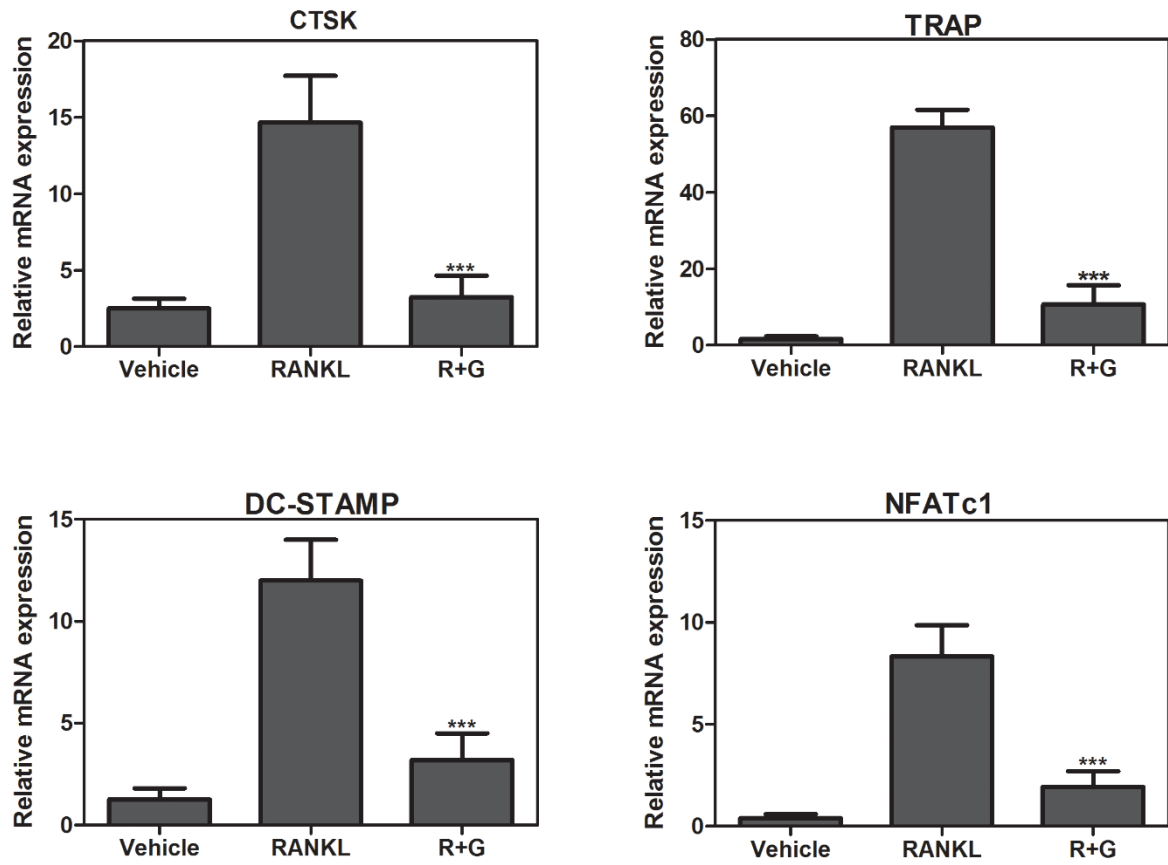 CTSK
Relative mRNA expression
20
15
10
5
0
***
Vehicle RANKL R+G
TRAP
Relative mRNA expression
80
60
40
20
0
***
Vehicle RANKL R+G
DC-STAMP
Relative mRNA expression
15
10
5
0
***
Vehicle RANKL R+G
NFATc1
Relative mRNA expression
15
10
5
0
***
Vehicle RANKL R+G